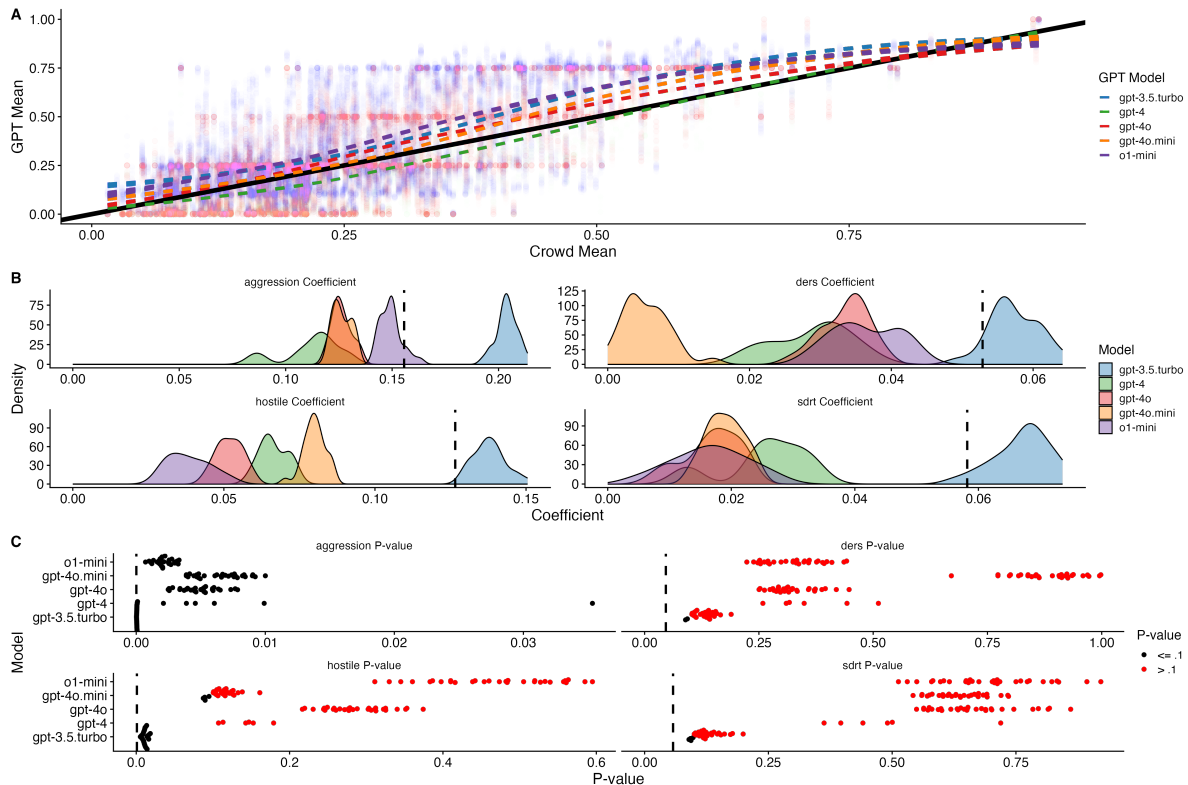 A
GPT Mean
1.00
0.75
0.50
0.25
0.00
0.00 0.25 0.50 0.75
Crowd Mean
GPT Model
gpt-3.5.turbo
gpt-4
gpt-4o
gpt-4o.mini
o1-mini
B
Density
aggression Coefficient
75
50
25
0
0.00 0.05 0.10 0.15 0.20
ders Coefficient
125
100
75
50
25
0
0.00 0.02 0.04 0.06
hostile Coefficient
90
60
30
0
0.00 0.05 0.10 0.15
sdrt Coefficient
90
60
30
0
0.00 0.02 0.04 0.06
Coefficient
Model
gpt-3.5.turbo
gpt-4
gpt-4o
gpt-4o.mini
o1-mini
C
Model
aggression P-value
o1-mini
gpt-4o.mini
gpt-4o
gpt-4
gpt-3.5.turbo
0.00 0.01 0.02 0.03
ders P-value
0.00 0.25 0.50 0.75 1.00
hostile P-value
o1-mini
gpt-4o.mini
gpt-4o
gpt-4
gpt-3.5.turbo
0.0 0.2 0.4 0.6
sdrt P-value
0.00 0.25 0.50 0.75
P-value
P-value
<= .1
> .1